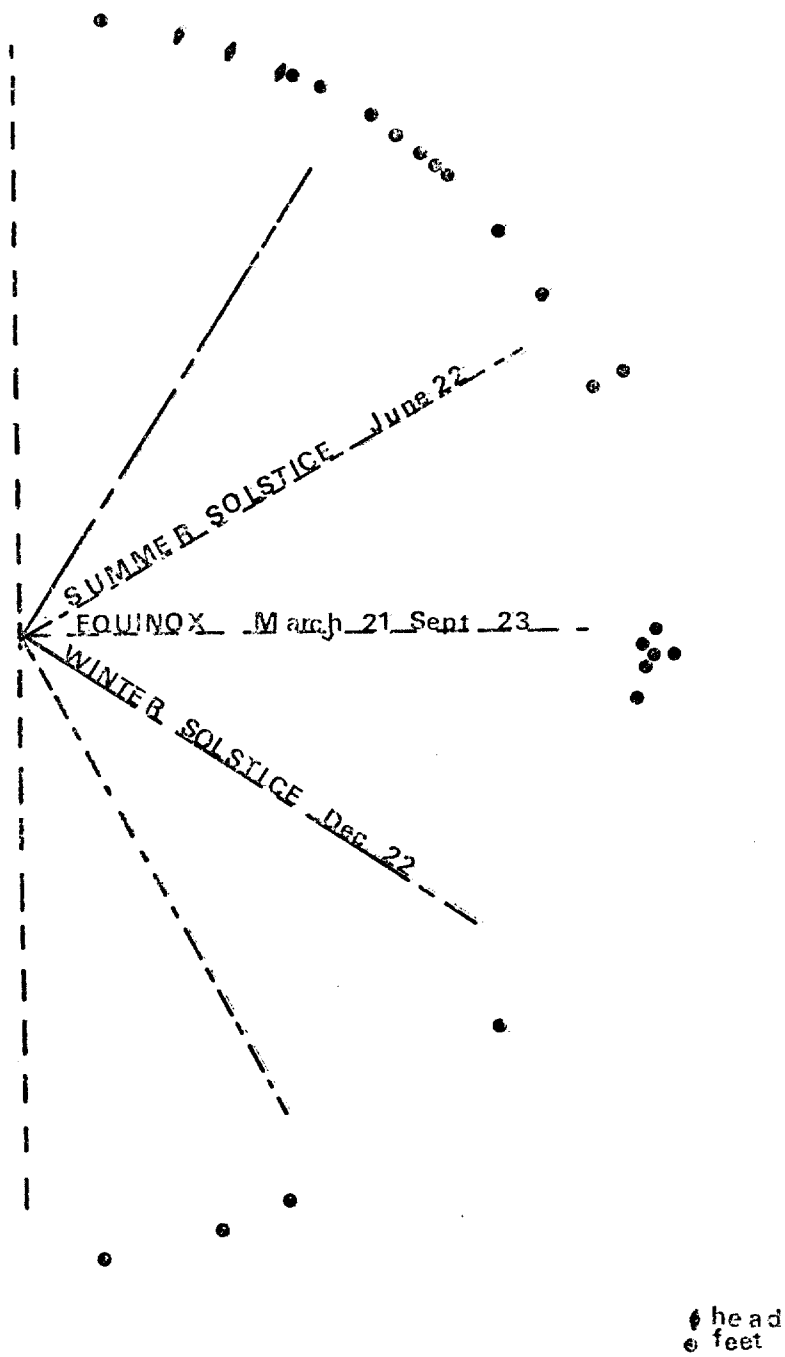 SUMMER SOLSTICE June 22
EQUINOX March 21 Sept 23
WINTER SOLSTICE Dec 22
head
feet